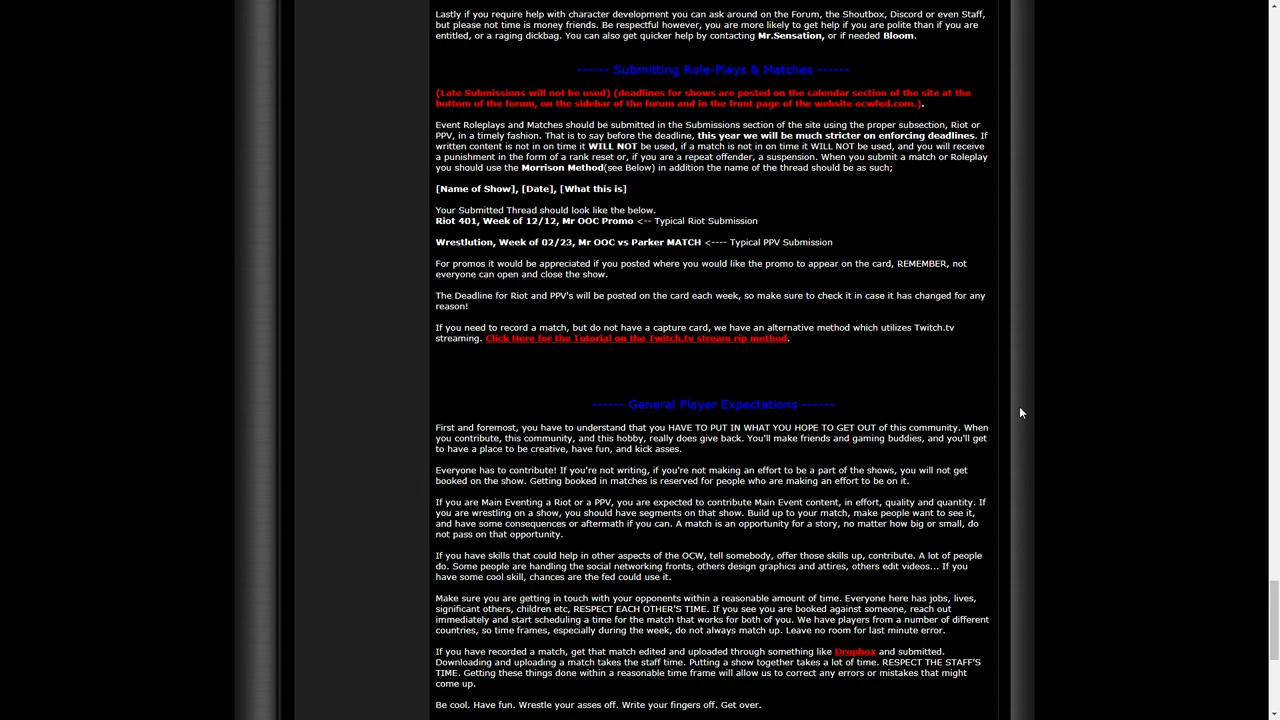 Lastly if you require help with character development you can ask around on the Forum, the Shoutbox, Discord or even Staff,
but please not time is money friends. Be respectful however, you are more likely to get help if you are polite than if you are
entitled, or a raging dickbag. You can also get quicker help by contacting Mr.Sensation, or if needed Bloom.
------ Submitting Role-Plays & Matches ------
(Late Submissions will not be used) (deadlines for shows are posted on the calendar section of the site at the
bottom of the forum, on the sidebar of the forum and in the front page of the website ocwfed.com.).
Event Roleplays and Matches should be submitted in the Submissions section of the site using the proper subsection, Riot or
PPV, in a timely fashion. That is to say before the deadline, this year we will be much stricter on enforcing deadlines. If
written content is not in on time it WILL NOT be used, if a match is not in on time it WILL NOT be used, and you will receive
a punishment in the form of a rank reset or, if you are a repeat offender, a suspension. When you submit a match or Roleplay
you should use the Morrison Method(see Below) in addition the name of the thread should be as such;
[Name of Show], [Date], [What this is]
Your Submitted Thread should look like the below.
Riot 401, Week of 12/12, Mr OOC Promo <-- Typical Riot Submission
Wrestlution, Week of 02/23, Mr OOC vs Parker MATCH <---- Typical PPV Submission
For promos it would be appreciated if you posted where you would like the promo to appear on the card, REMEMBER, not
everyone can open and close the show.
The Deadline for Riot and PPV's will be posted on the card each week, so make sure to check it in case it has changed for any
reason!
If you need to record a match, but do not have a capture card, we have an alternative method which utilizes Twitch.tv
streaming. Click Here for the Tutorial on the Twitch.tv stream rip method.
------ General Player Expectations ------
First and foremost, you have to understand that you HAVE TO PUT IN WHAT YOU HOPE TO GET OUT of this community. When
you contribute, this community, and this hobby, really does give back. You'll make friends and gaming buddies, and you'll get
to have a place to be creative, have fun, and kick asses.
Everyone has to contribute! If you're not writing, if you're not making an effort to be a part of the shows, you will not get
booked on the show. Getting booked in matches is reserved for people who are making an effort to be on it.
If you are Main Eventing a Riot or a PPV, you are expected to contribute Main Event content, in effort, quality and quantity. If
you are wrestling on a show, you should have segments on that show. Build up to your match, make people want to see it,
and have some consequences or aftermath if you can. A match is an opportunity for a story, no matter how big or small, do
not pass on that opportunity.
If you have skills that could help in other aspects of the OCW, tell somebody, offer those skills up, contribute. A lot of people
do. Some people are handling the social networking fronts, others design graphics and attires, others edit videos... If you
have some cool skill, chances are the fed could use it.
Make sure you are getting in touch with your opponents within a reasonable amount of time. Everyone here has jobs, lives,
significant others, children etc, RESPECT EACH OTHER'S TIME. If you see you are booked against someone, reach out
immediately and start scheduling a time for the match that works for both of you. We have players from a number of different
countries, so time frames, especially during the week, do not always match up. Leave no room for last minute error.
If you have recorded a match, get that match edited and uploaded through something like Dropbox and submitted.
Downloading and uploading a match takes the staff time. Putting a show together takes a lot of time. RESPECT THE STAFF'S
TIME. Getting these things done within a reasonable time frame will allow us to correct any errors or mistakes that might
come up.
Be cool. Have fun. Wrestle your asses off. Write your fingers off. Get over.